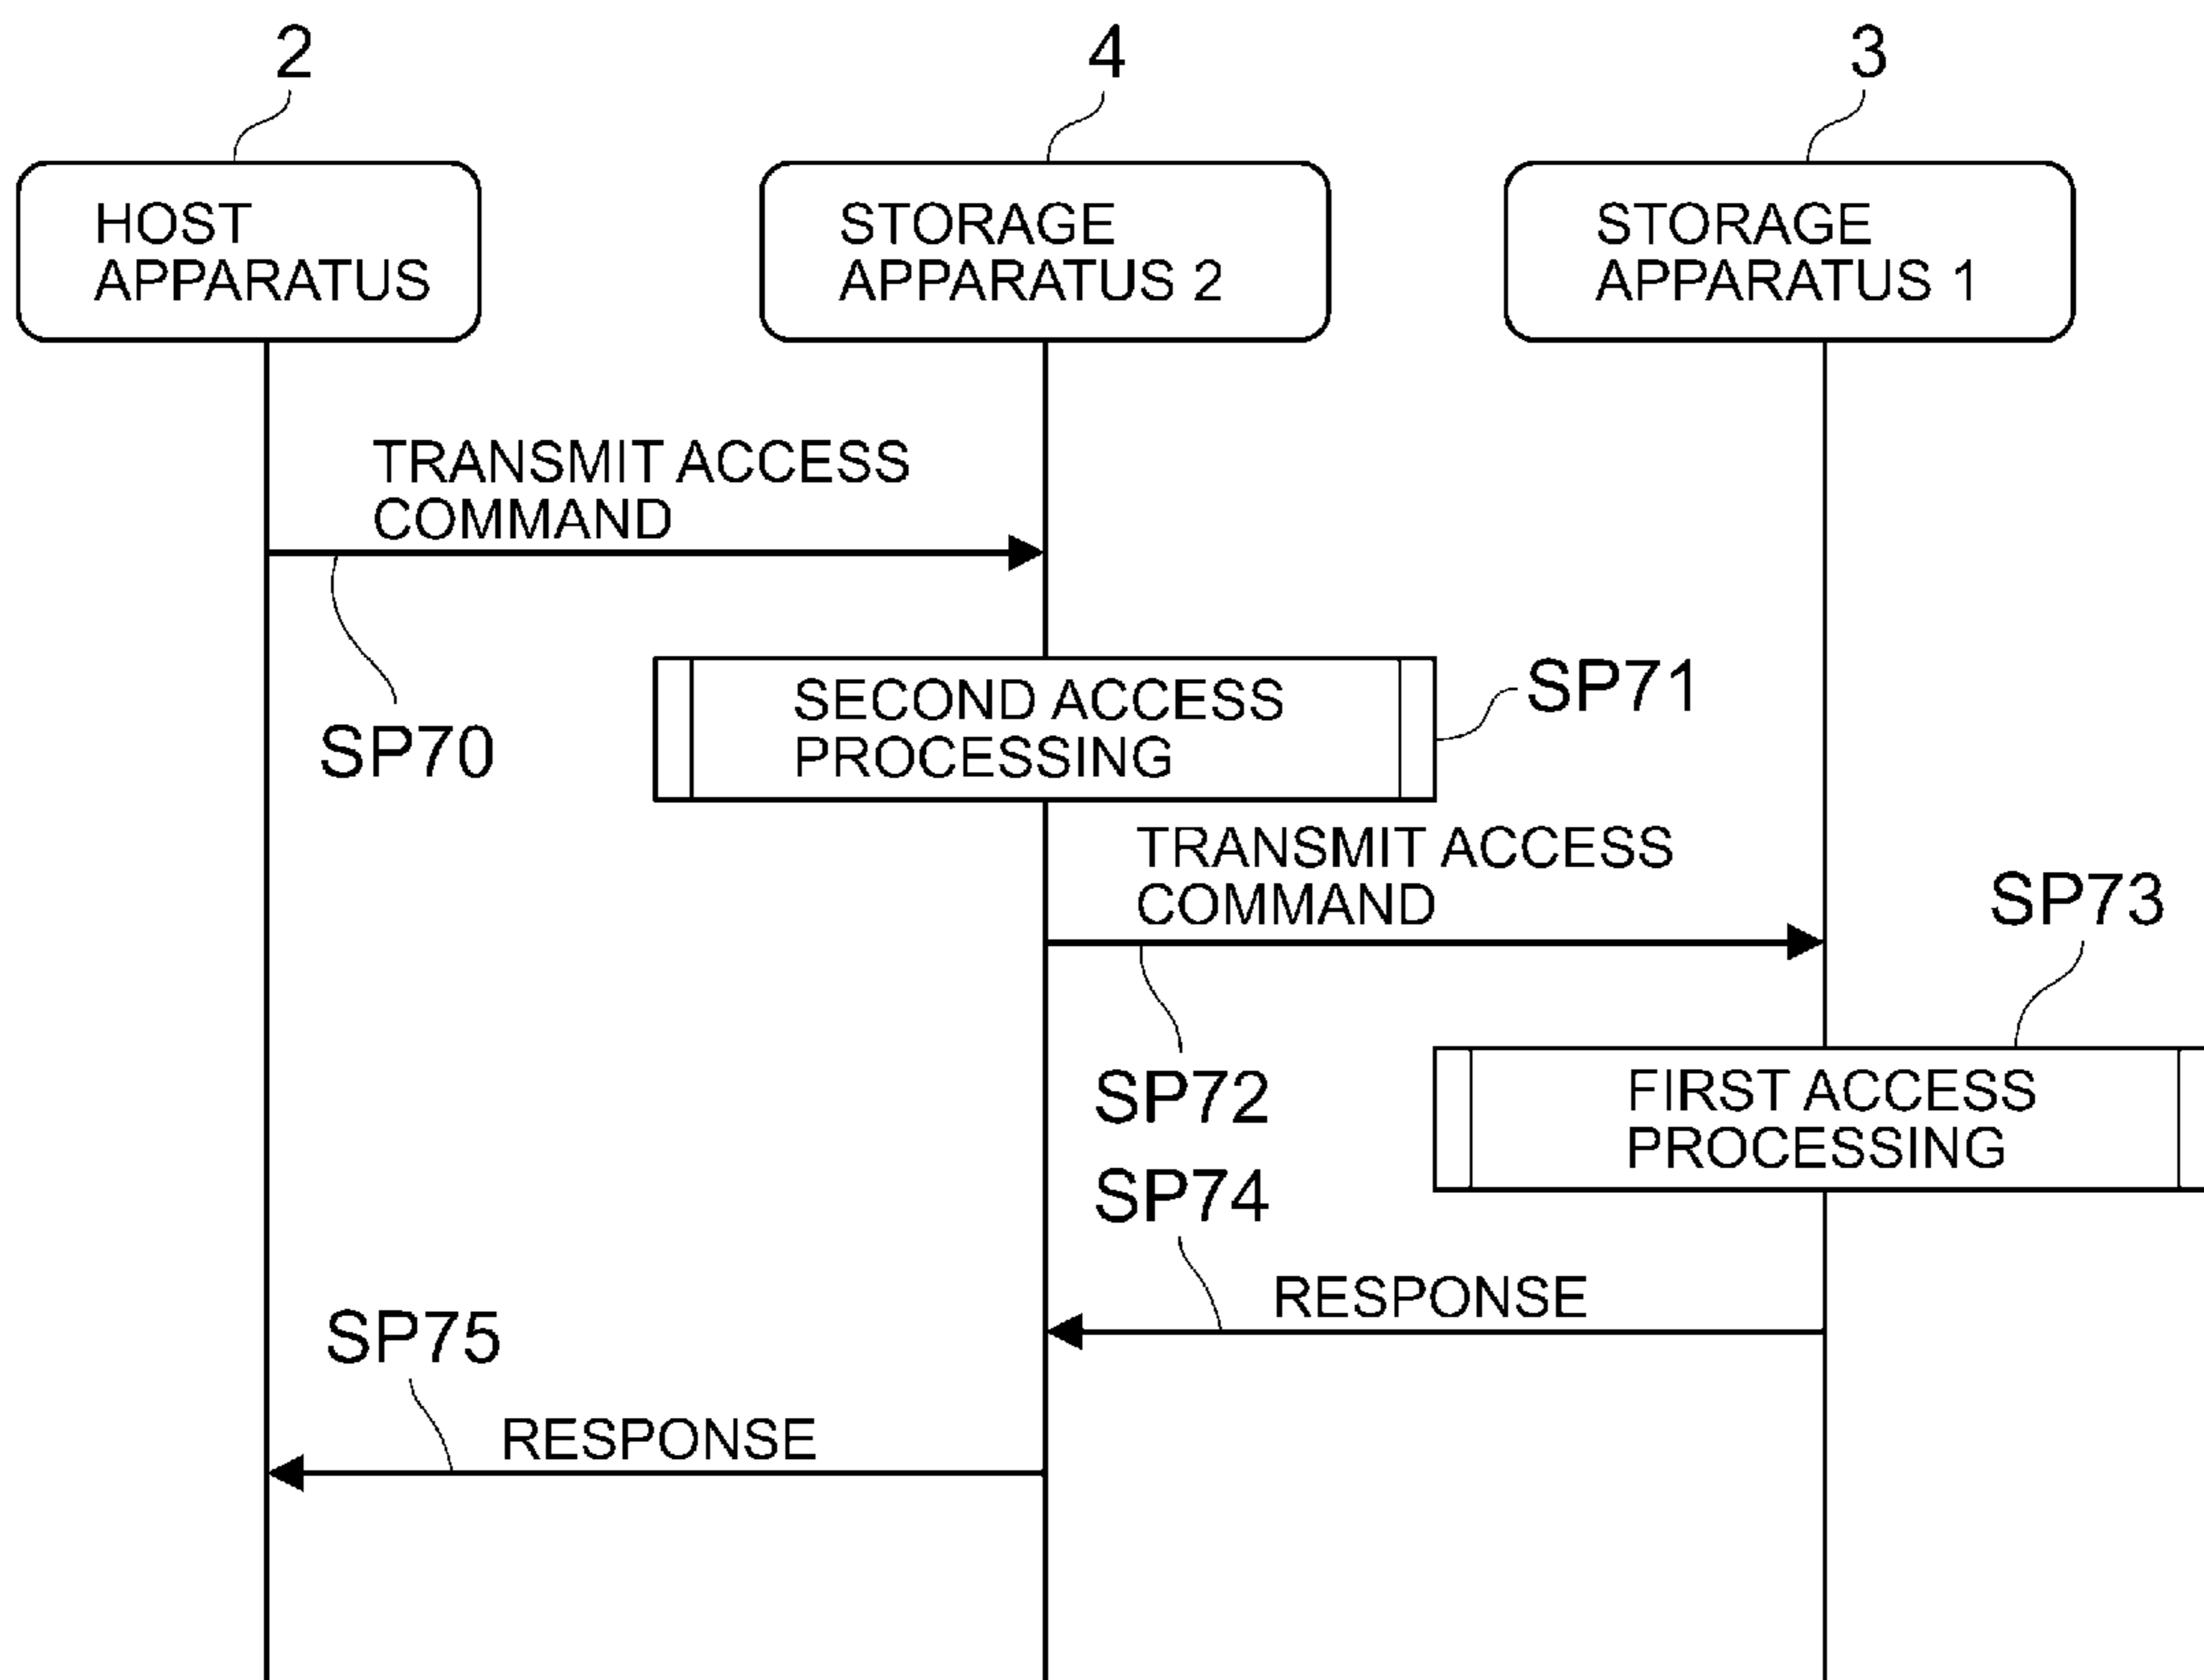 2
4
3
HOST
APPARATUS
STORAGE
APPARATUS 2
STORAGE
APPARATUS 1
TRANSMIT ACCESS
COMMAND
SP70
SECOND ACCESS
PROCESSING
SP71
TRANSMIT ACCESS
COMMAND
SP72
SP73
FIRST ACCESS
PROCESSING
SP74
RESPONSE
SP75
RESPONSE